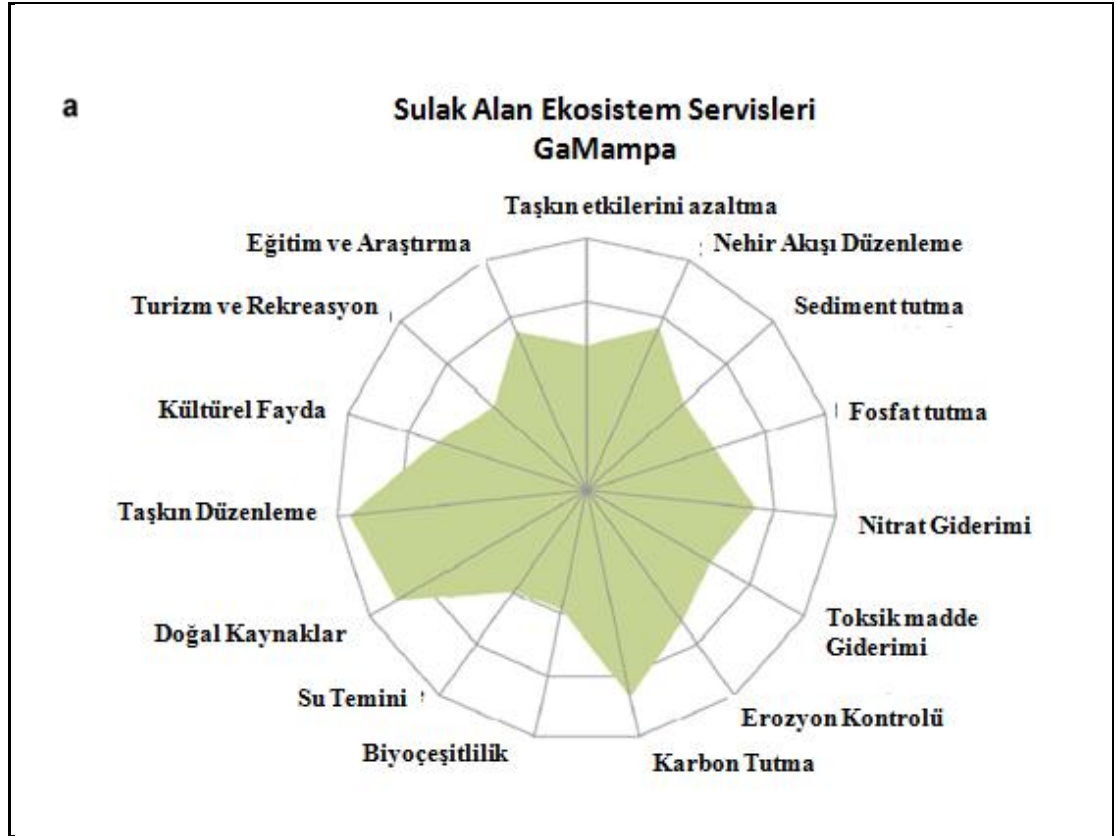 a
Sulak Alan Ekosistem Servisleri
GaMampa
Taşkın etkilerini azaltma
Eğitim ve Araştırma
Nehir Akışı Düzenleme
Turizm ve Rekreasyon
Sediment tutma
Kültürel Fayda
Fosfat tutma
Taşkın Düzenleme
Nitrat Giderimi
Doğal Kaynaklar
Toksik madde
Giderimi
Su Temini
Erozyon Kontrolü
Biyoçeşitlilik
Karbon Tutma